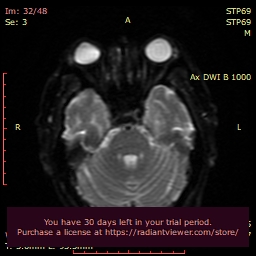 Im: 32/48
Se: 3
A
STP69
STP69
M
Ax DWI B 1000
R
L
You have 30 days left in your trial period.
Purchase a license at https://radiantviewer.com/store/